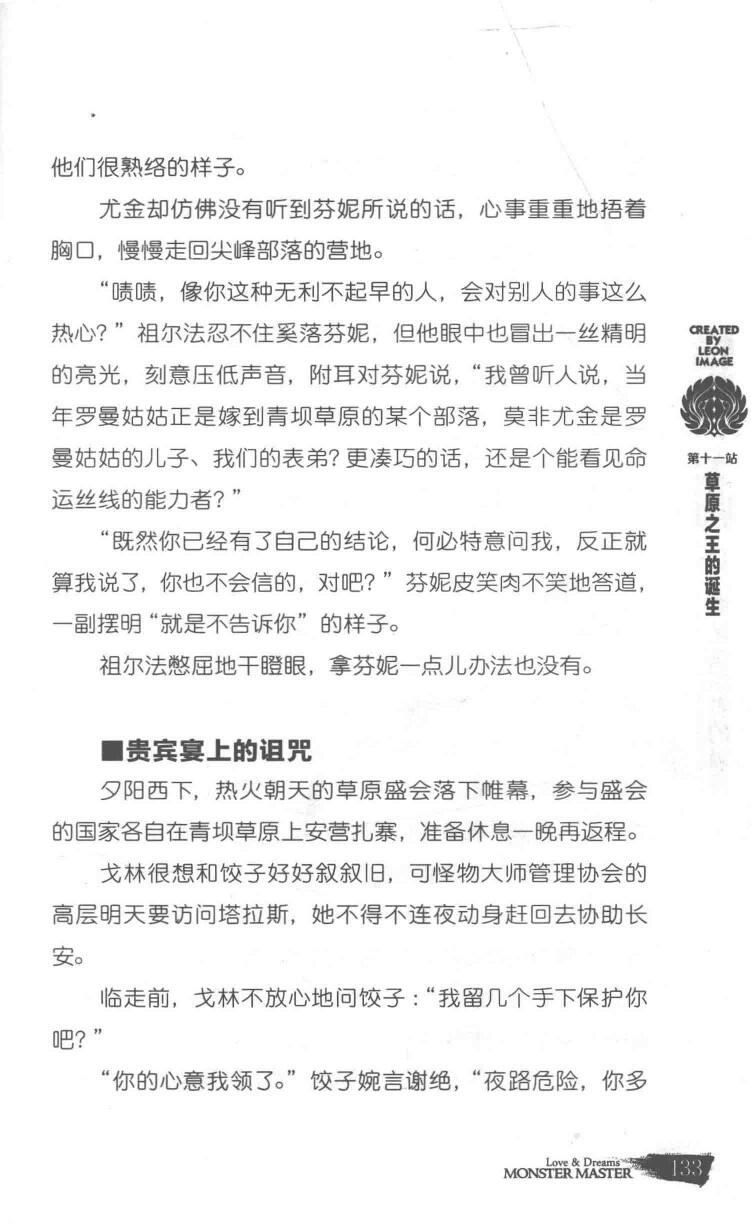 他们很熟络的样子。
尤金却仿佛没有听到芬妮所说的话，心事重重地捂着
胸口，慢慢走回尖峰部落的营地。
“啧啧，像你这种无利不起早的人，会对别人的事这么
热心？”祖尔法忍不住奚落芬妮，但他眼中也冒出一丝精明
的亮光，刻意压低声音，附耳对芬妮说，“我曾听人说，当
年罗曼姑姑正是嫁到青坝草原的某个部落，莫非尤金是罗
曼姑姑的儿子、我们的表弟？更凑巧的话，还是个能看见命
运丝线的能力者？”
“既然你已经有了自己的结论，何必特意问我，反正就
算我说了，你也不会信的，对吧？”芬妮皮笑肉不笑地答道，
一副摆明“就是不告诉你”的样子。
祖尔法憋屈地干瞪眼，拿芬妮一点儿办法也没有。
■贵宾宴上的诅咒
夕阳西下，热火朝天的草原盛会落下帷幕，参与盛会
的国家各自在青坝草原上安营扎寨，准备休息一晚再返程。
戈林很想和饺子好好叙叙旧，可怪物大师管理协会的
高层明天要访问塔拉斯，她不得不连夜动身赶回去协助长
安。
临走前，戈林不放心地问饺子：“我留几个手下保护你
吧？”
“你的心意我领了。”饺子婉言谢绝，“夜路危险，你多
CREATED
BY
LEON
IMAGE
第十一站
草原之王的诞生
Love & Dreams
MONSTER MASTER
133